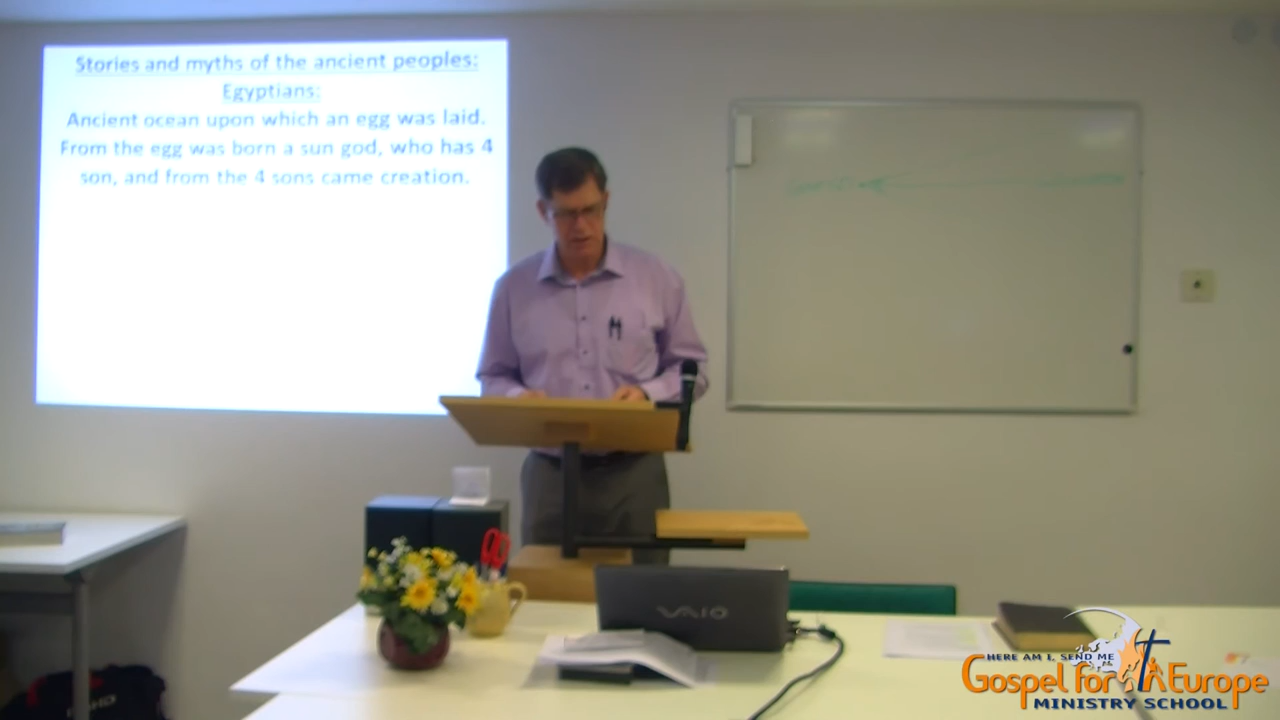 Stories and myths of the ancient peoples:
Egyptians:
Ancient ocean upon which an egg was laid.
From the egg was born a sun god, who has 4
son, and from the 4 sons came creation.
VAIO
HERE AM I, SEND ME
Gospel for Europe
MINISTRY SCHOOL